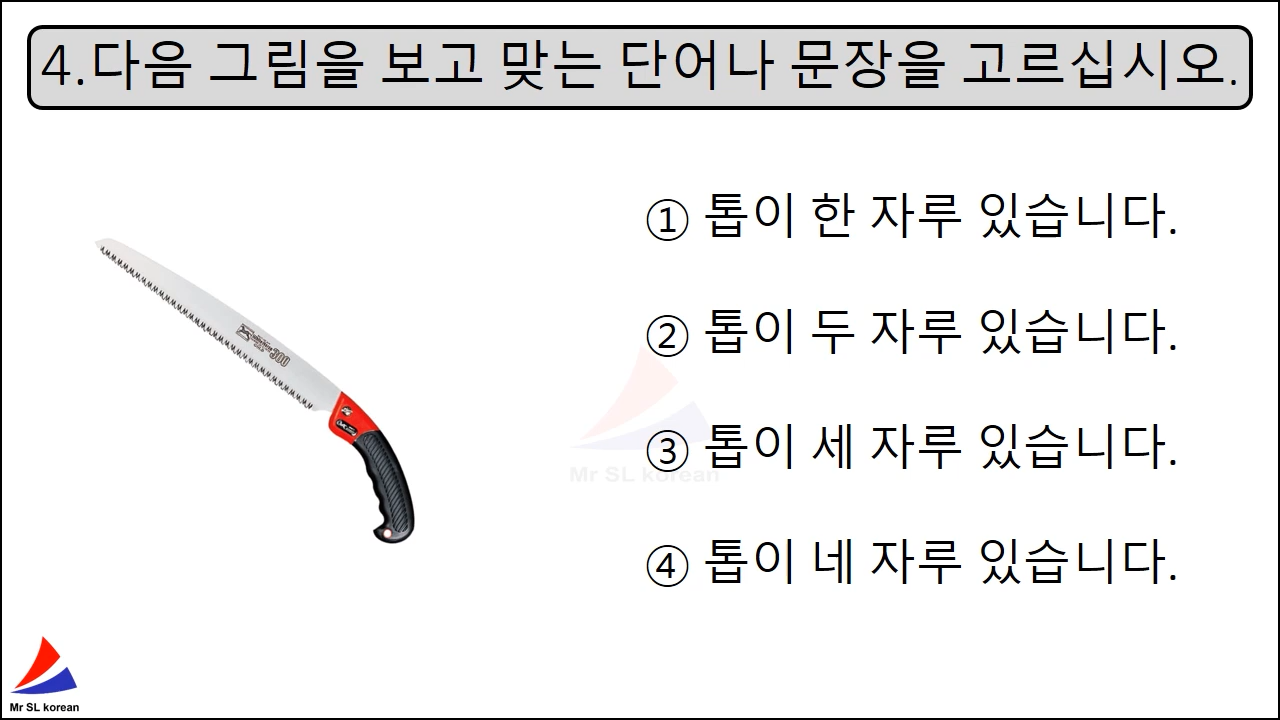 4.다음 그림을 보고 맞는 단어나 문장을 고르십시오.
① 톱이 한 자루 있습니다.
② 톱이 두 자루 있습니다.
③ 톱이 세 자루 있습니다.
④ 톱이 네 자루 있습니다.
300
Mr SL korean
Mr SL korean